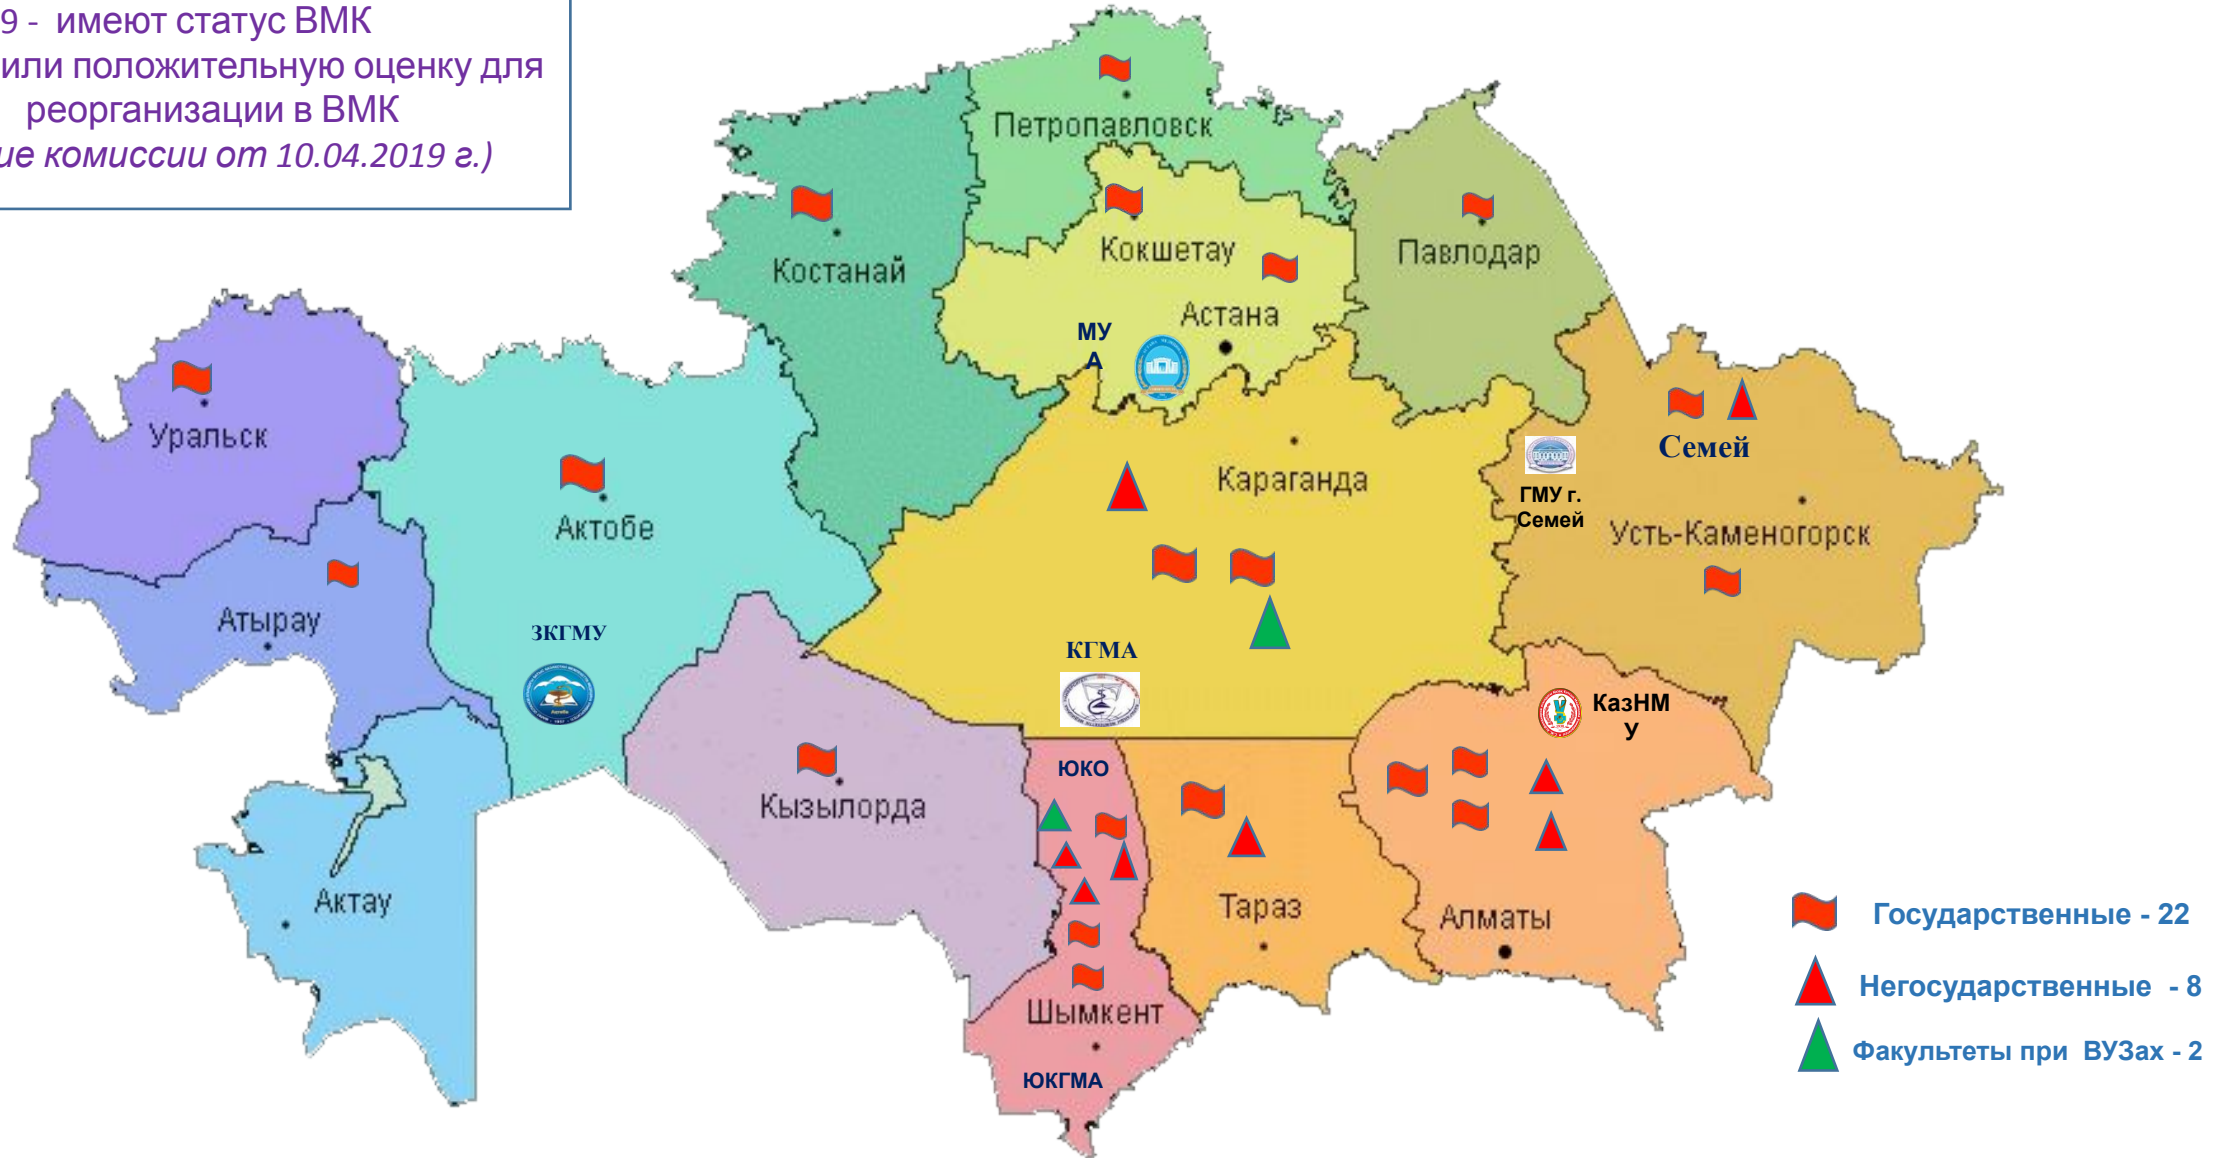 9 - имеют статус ВМК
или положительную оценку для
реорганизации в ВМК
комиссии от 10.04.2019 г.)
Петропавловск
Кокшетау
Костанай
Павлодар
Астана
МУ
А
Уральск
Семей
Караганда
ГМУ г.
Семей
Актобе
Усть-Каменогорск
Атырау
ЗКГМУ
КГМА
КазНМ
У
ЮКО
Кызылорда
Актау
Тараз
Алматы
Шымкент
ЮКГМА
Государственные - 22
Негосударственные - 8
Факультеты при ВУЗах - 2